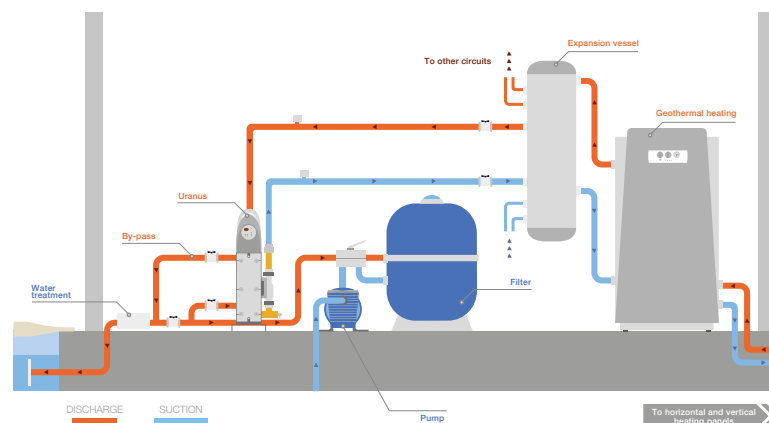 Expansion vessel
To other circuits
Geothermal heating
Uranus
By-pass
Water
treatment
Filter
Pump
DISCHARGE
SUCTION
To horizontal and vertical
heating panels